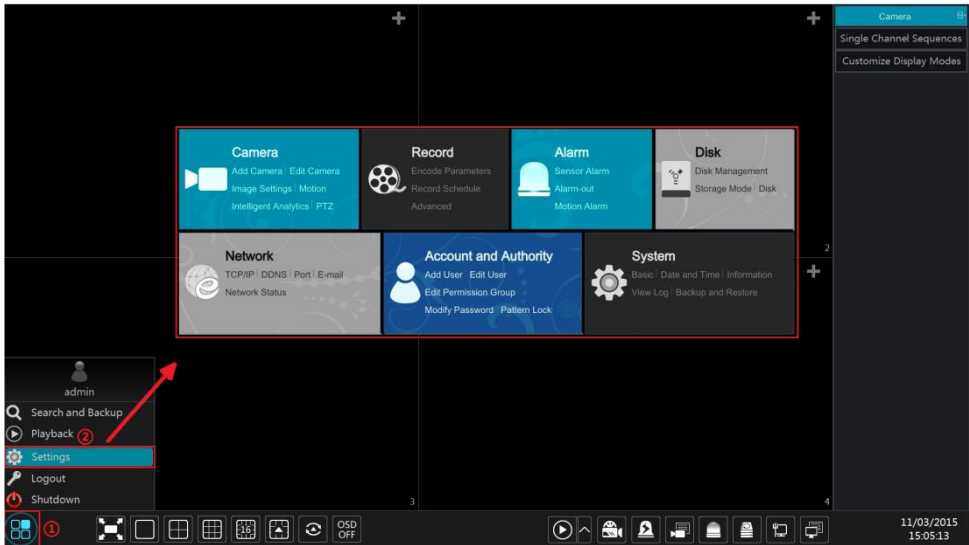 Camera
Single Channel Sequences
Customize Display Modes
Camera
Add Camera Edit Camera
Image Settings Motion
Intelligent Analytics PTZ
Record
Encode Parameters
Record Schedule
Advanced
Alarm
Sensor Alarm
Alarm-out
Motion Alarm
Disk
Disk Management
Storage Mode Disk
Network
TCP/IP DDNS Port E-mail
Network Status
Account and Authority
Add User Edit User
Edit Permission Group
Modify Password Pattern Lock
System
Basic Date and Time Information
View Log Backup and Restore
2
admin
Search and Backup
Playback ②
Settings
Logout
Shutdown
3
4
①
16
OSD
OFF
11/03/2015
15:05:13